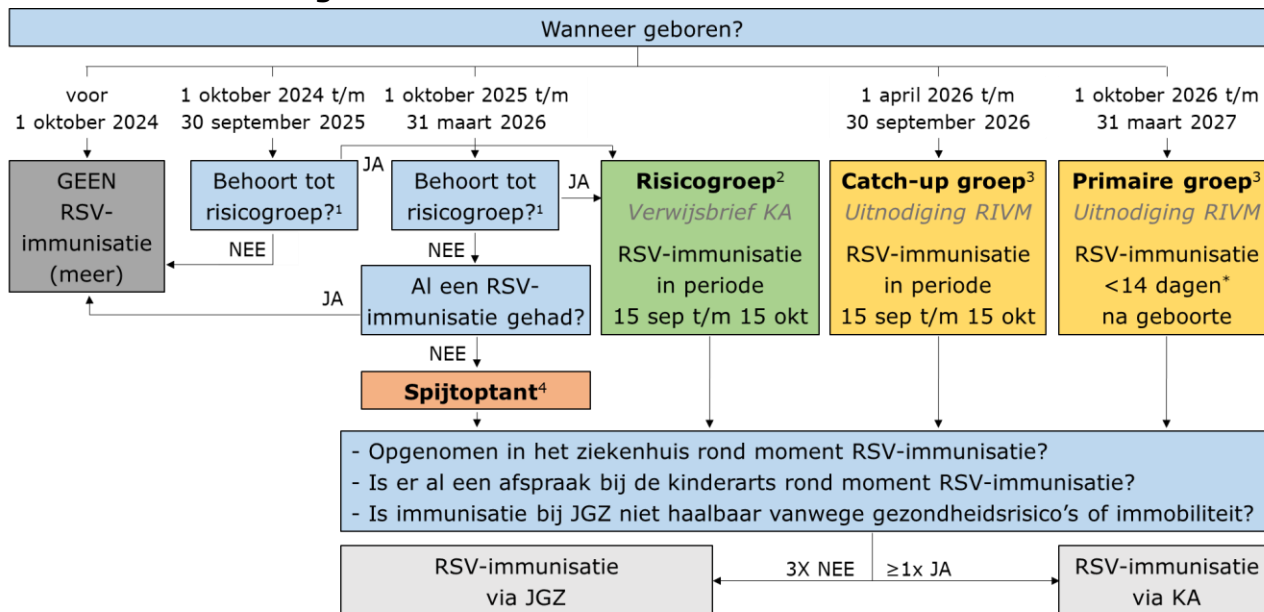 Wanneer geboren?
voor
1 oktober 2024
1 oktober 2024 t/m
30 september 2025
1 oktober 2025 t/m
31 maart 2026
1 april 2026 t/m
30 september 2026
1 oktober 2026 t/m
31 maart 2027
GEEN
RSV-
immunisatie
(meer)
Behoort tot
risicogroep?¹
JA
NEE
Behoort tot
risicogroep?¹
JA
NEE
Risicogroep²
Verwijsbrief KA
RSV-immunisatie
in periode
15 sep t/m 15 okt
Catch-up groep³
Uitnodiging RIVM
RSV-immunisatie
in periode
15 sep t/m 15 okt
Primaire groep³
Uitnodiging RIVM
RSV-immunisatie
<14 dagen*
na geboorte
JA
Al een RSV-
immunisatie gehad?
NEE
Spijtoptant⁴
- Opgenomen in het ziekenhuis rond moment RSV-immunisatie?
- Is er al een afspraak bij de kinderarts rond moment RSV-immunisatie?
- Is immunisatie bij JGZ niet haalbaar vanwege gezondheidsrisico's of immobiliteit?
RSV-immunisatie
via JGZ
3X NEE
≥1x JA
RSV-immunisatie
via KA